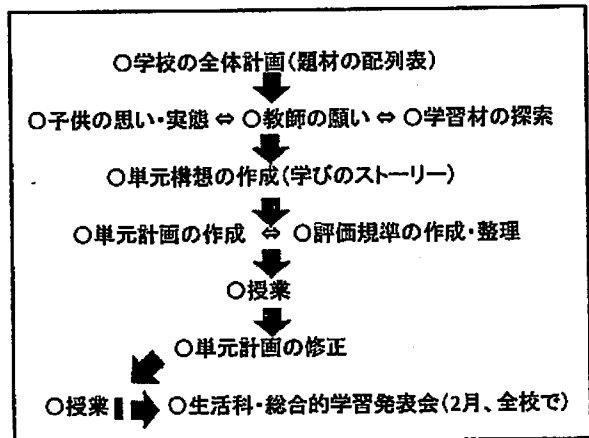 ○学校の全体計画(題材の配列表)
○子供の思い・実態 ⇔ ○教師の願い ⇔ ○学習材の探索
○単元構想の作成(学びのストーリー)
○単元計画の作成 ⇔ ○評価規準の作成・整理
○授業
○単元計画の修正
○授業 ○生活科・総合的学習発表会(2月、全校で)